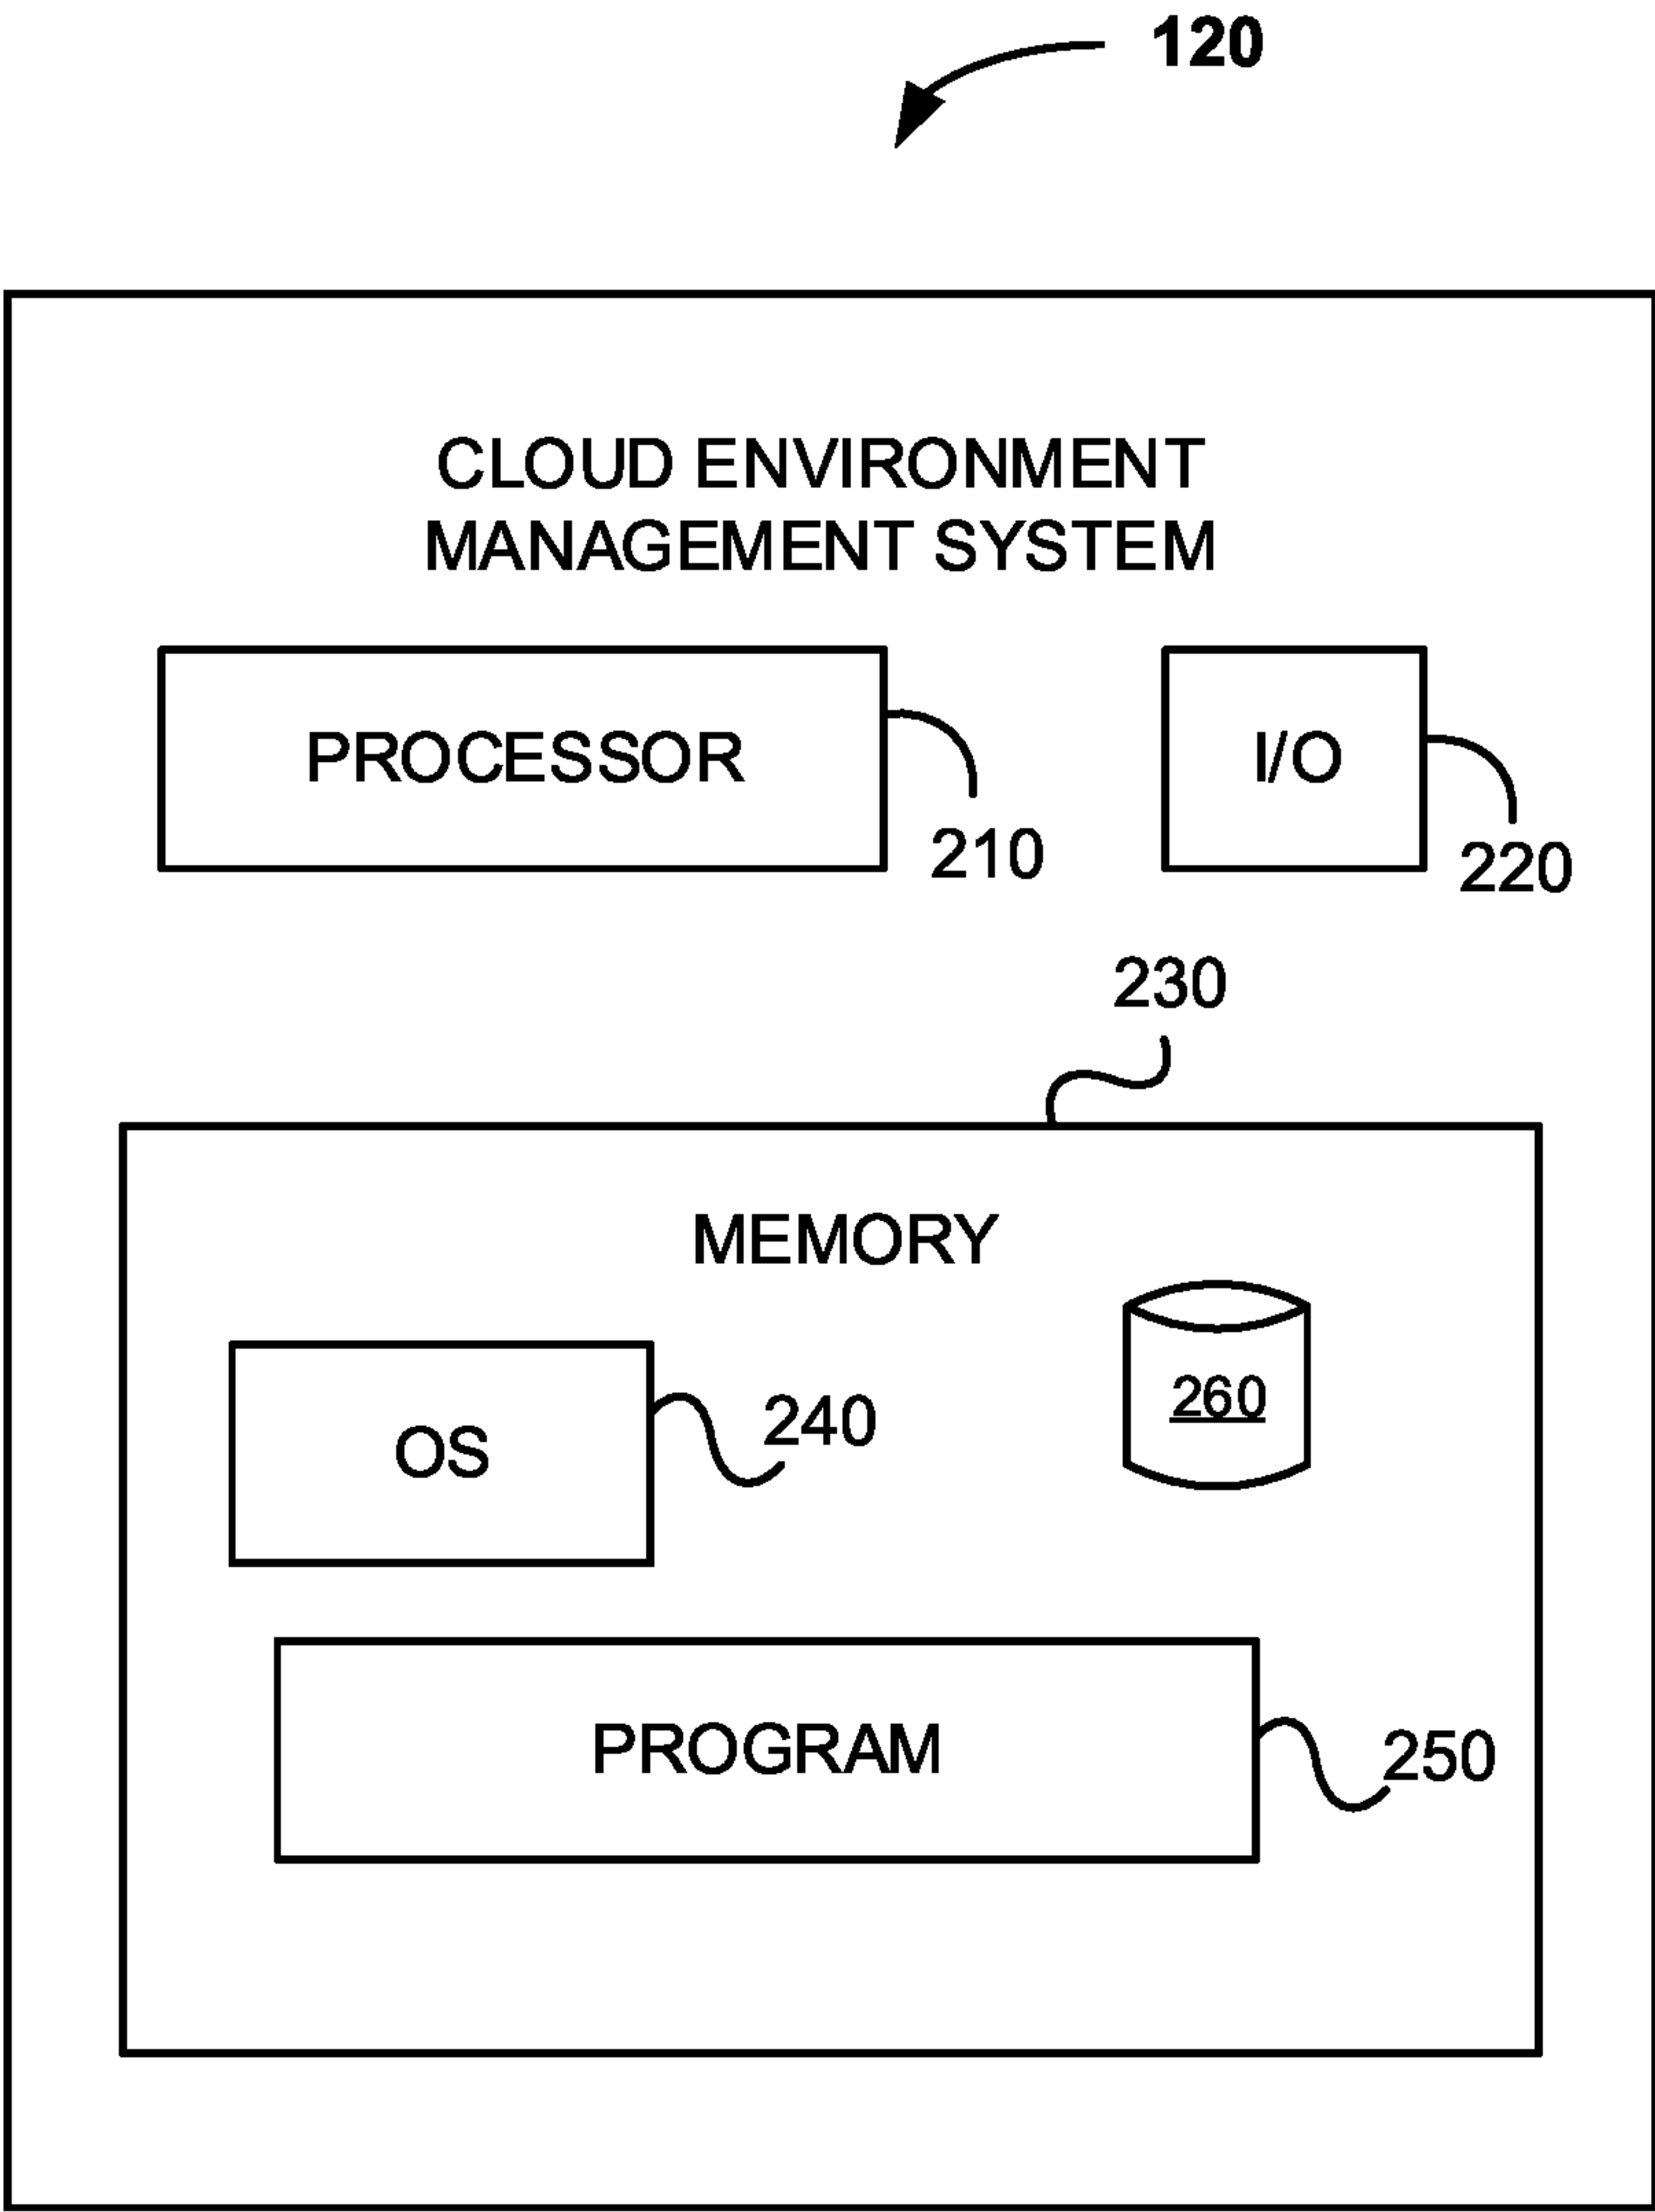 120
CLOUD ENVIRONMENT
MANAGEMENT SYSTEM
PROCESSOR
I/O
210
220
230
MEMORY
260
240
OS
PROGRAM
250